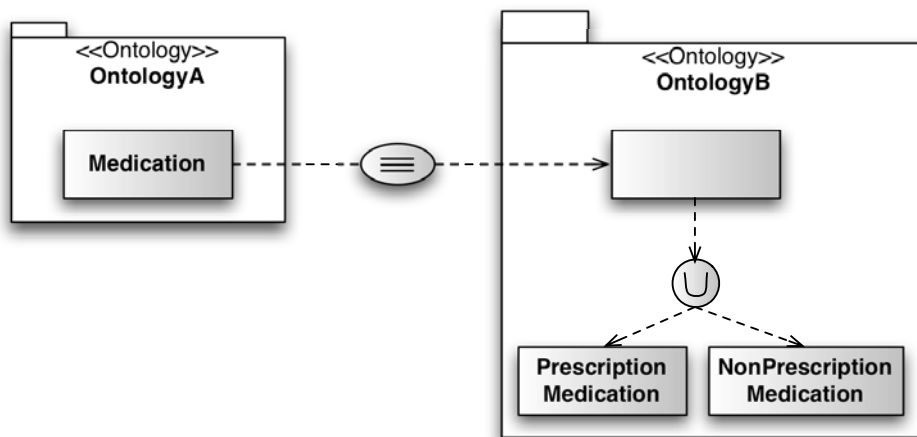 <<Ontology>>
OntologyA
Medication
≡
<<Ontology>>
OntologyB
∪
Prescription
Medication
NonPrescription
Medication